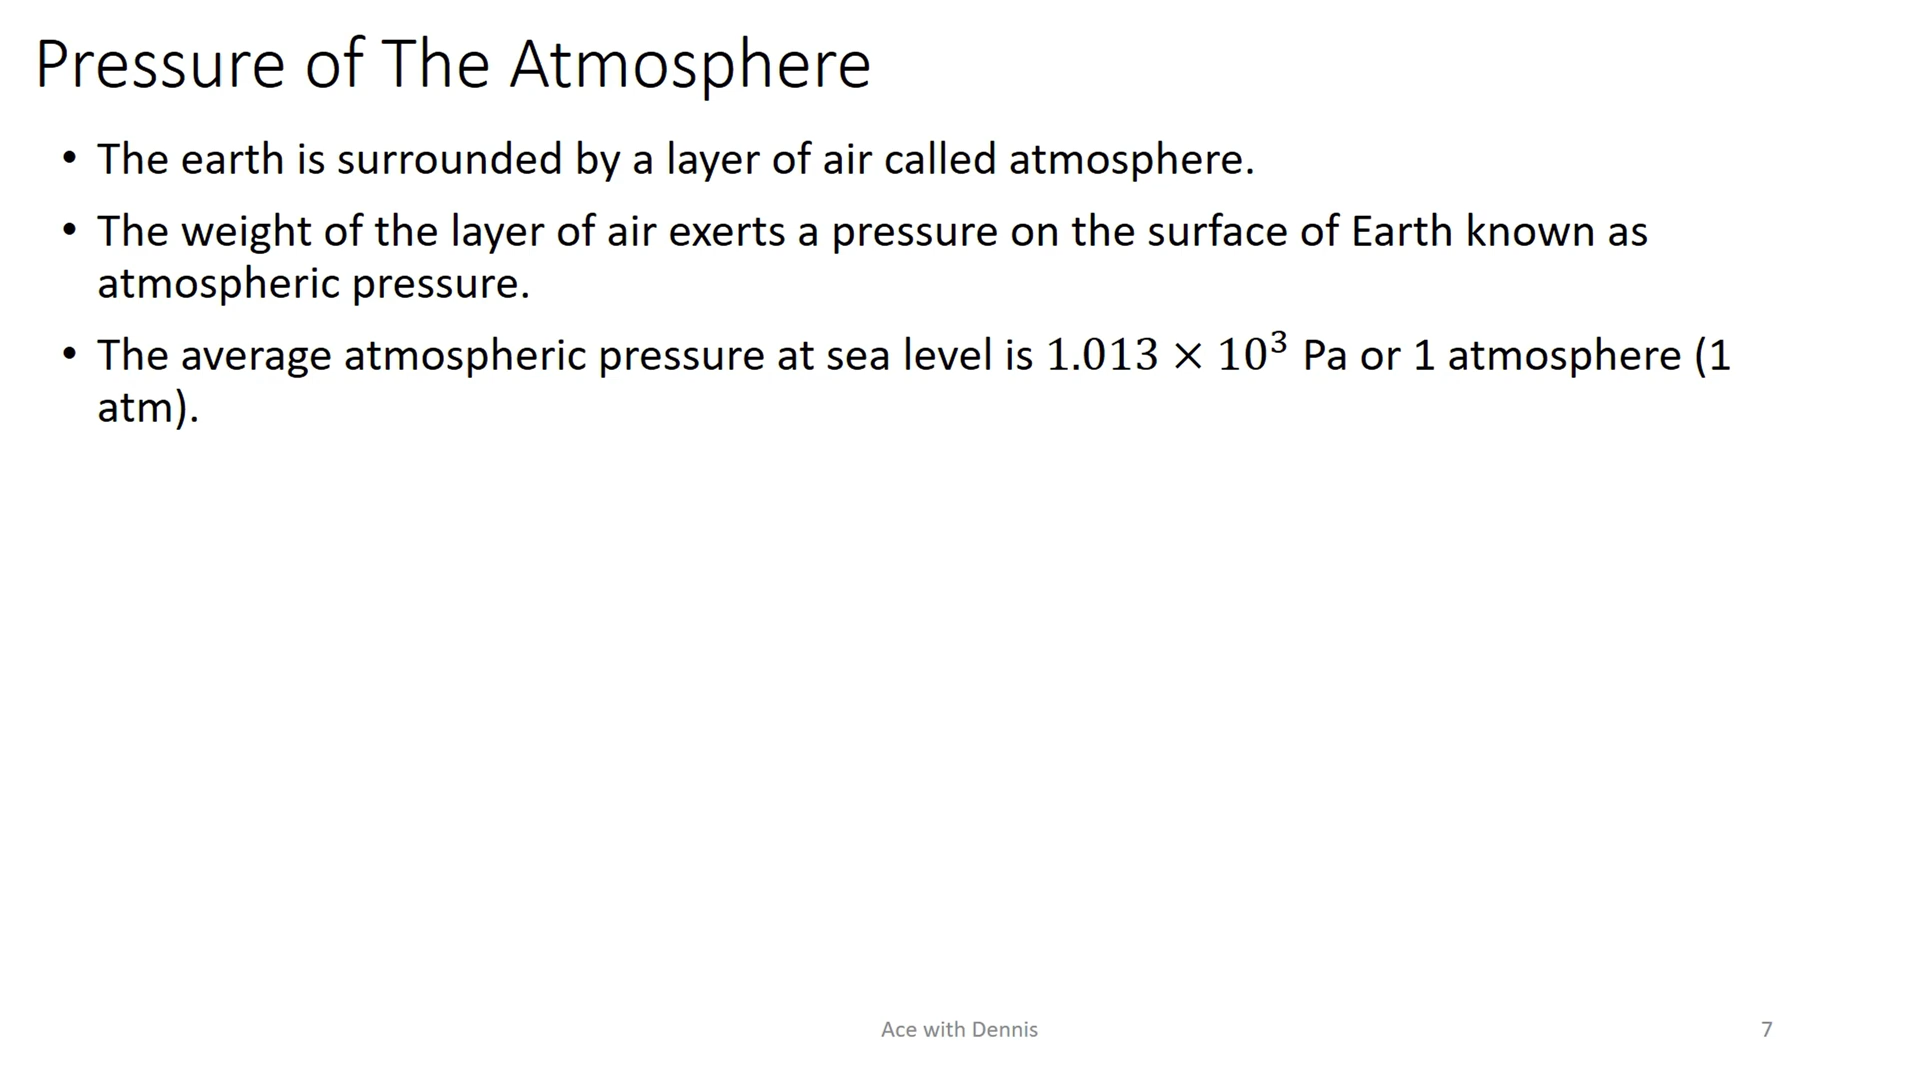 Pressure of The Atmosphere
• The earth is surrounded by a layer of air called atmosphere.
• The weight of the layer of air exerts a pressure on the surface of Earth known as
atmospheric pressure.
• The average atmospheric pressure at sea level is 1.013 × 10³ Pa or 1 atmosphere (1
atm).
Ace with Dennis
7